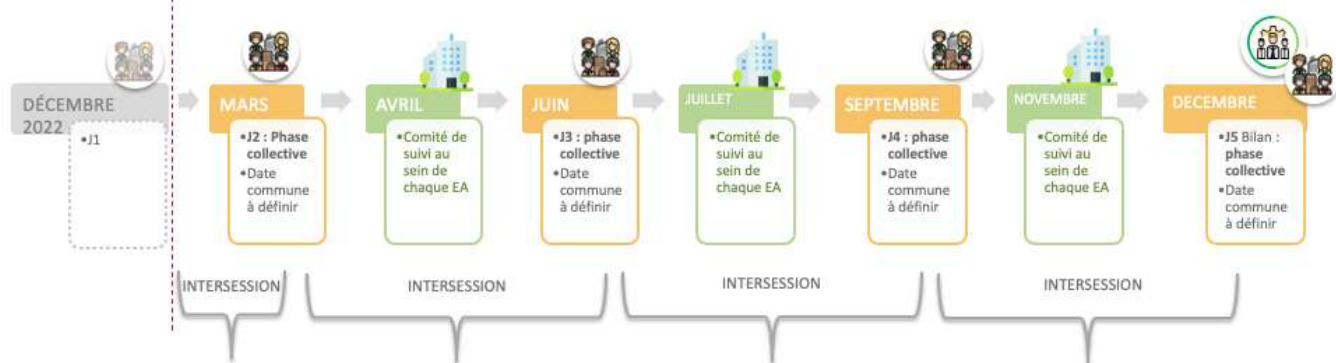 DÉCEMBRE
2022
•J1
MARS
•J2 : Phase
collective
•Date
commune
à définir
AVRIL
•Comité de
suivi au
sein de
chaque EA
JUIN
•J3 : phase
collective
•Date
commune
à définir
JUILLET
•Comité de
suivi au
sein de
chaque EA
SEPTEMBRE
•J4 : phase
collective
•Date
commune
à définir
NOVEMBRE
•Comité de
suivi au
sein de
chaque EA
DECEMBRE
•J5 Bilan :
phase
collective
•Date
commune
à définir
INTERSESSION
INTERSESSION
INTERSESSION
INTERSESSION